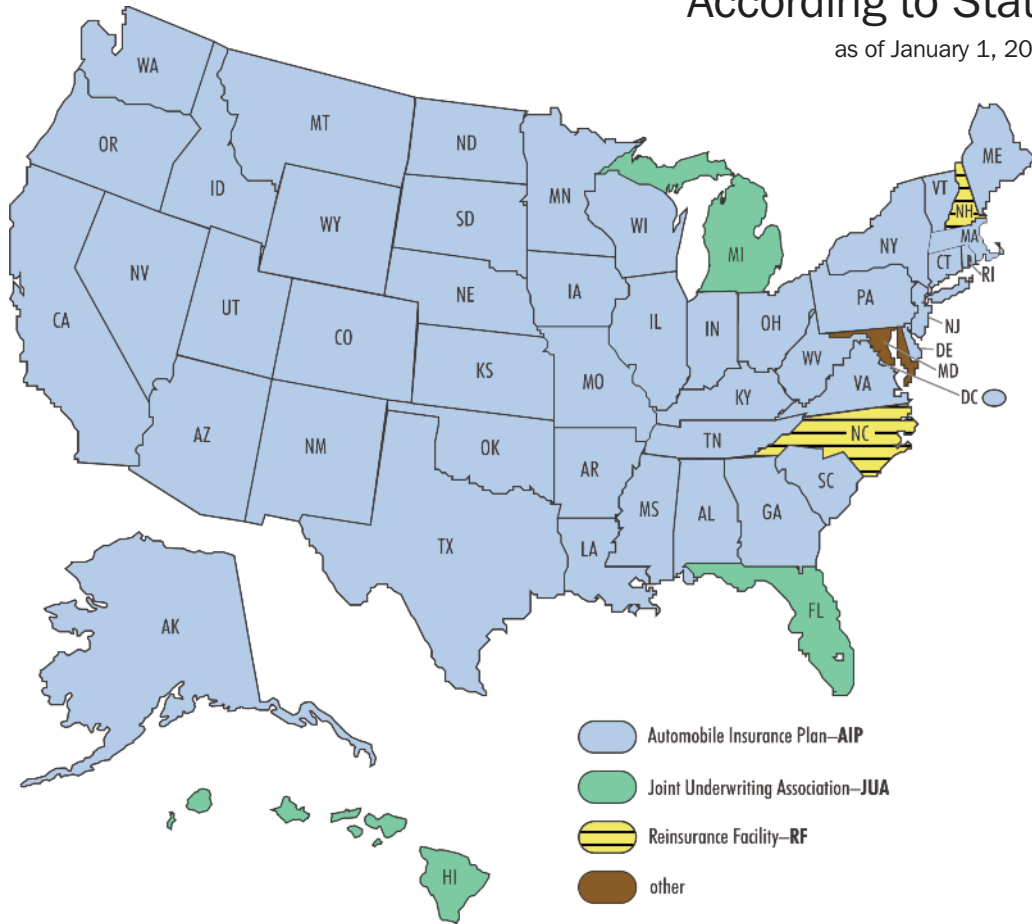 According to Stat
as of January 1, 20
WA
MT
ND
ME
OR
MN
VT
ID
NH
SD
WI
WY
MA
NY
MI
CT
RI
NV
NE
IA
PA
UT
IL
IN
OH
NJ
CA
CO
DE
WV
MD
KS
MO
VA
KY
DC
NC
AZ
TN
OK
NM
AR
SC
MS
AL
GA
TX
LA
FL
AK
Automobile Insurance Plan–AIP
Joint Underwriting Association–JUA
Reinsurance Facility–RF
HI
other